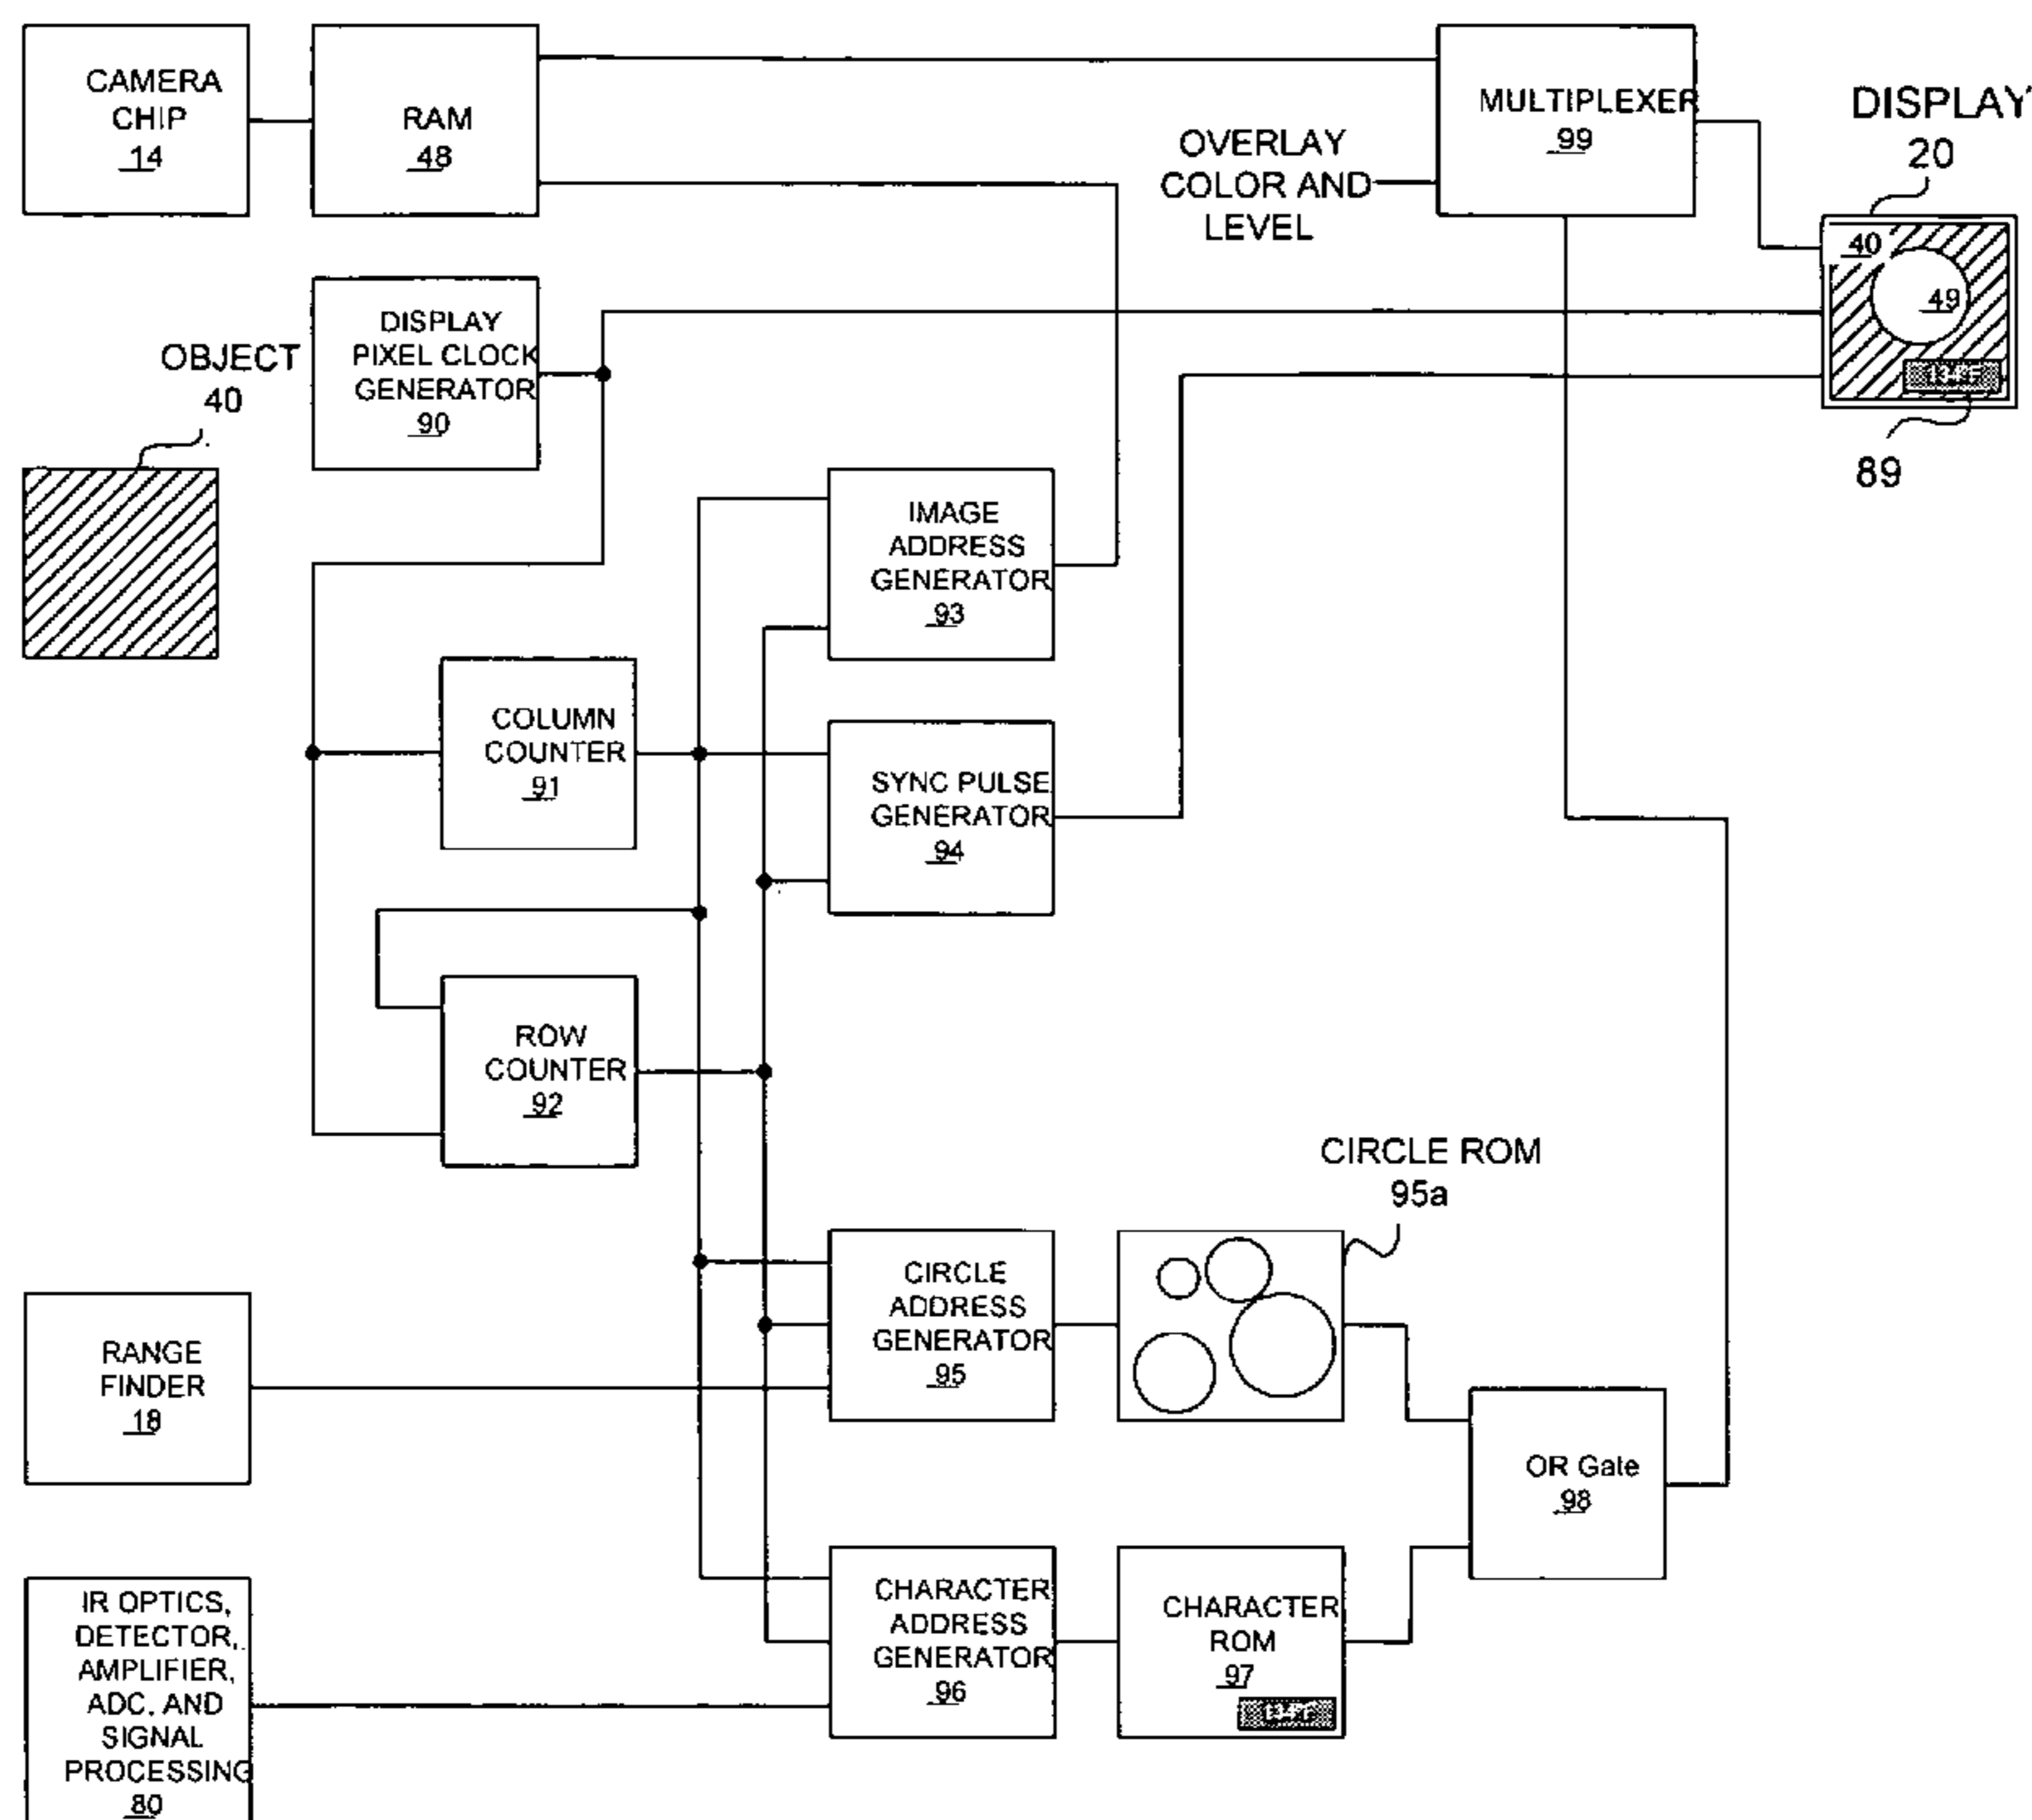 CAMERA
CHIP
14
RAM
48
MULTIPLEXER
99
OVERLAY
COLOR AND
LEVEL
DISPLAY
20
40
49
89
DISPLAY
PIXEL CLOCK
GENERATOR
90
OBJECT
40
IMAGE
ADDRESS
GENERATOR
93
COLUMN
COUNTER
91
SYNC PULSE
GENERATOR
94
ROW
COUNTER
92
CIRCLE ROM
95a
CIRCLE
ADDRESS
GENERATOR
95
RANGE
FINDER
18
OR Gate
98
IR OPTICS,
DETECTOR,
AMPLIFIER,
ADC, AND
SIGNAL
PROCESSING
80
CHARACTER
ADDRESS
GENERATOR
96
CHARACTER
ROM
97